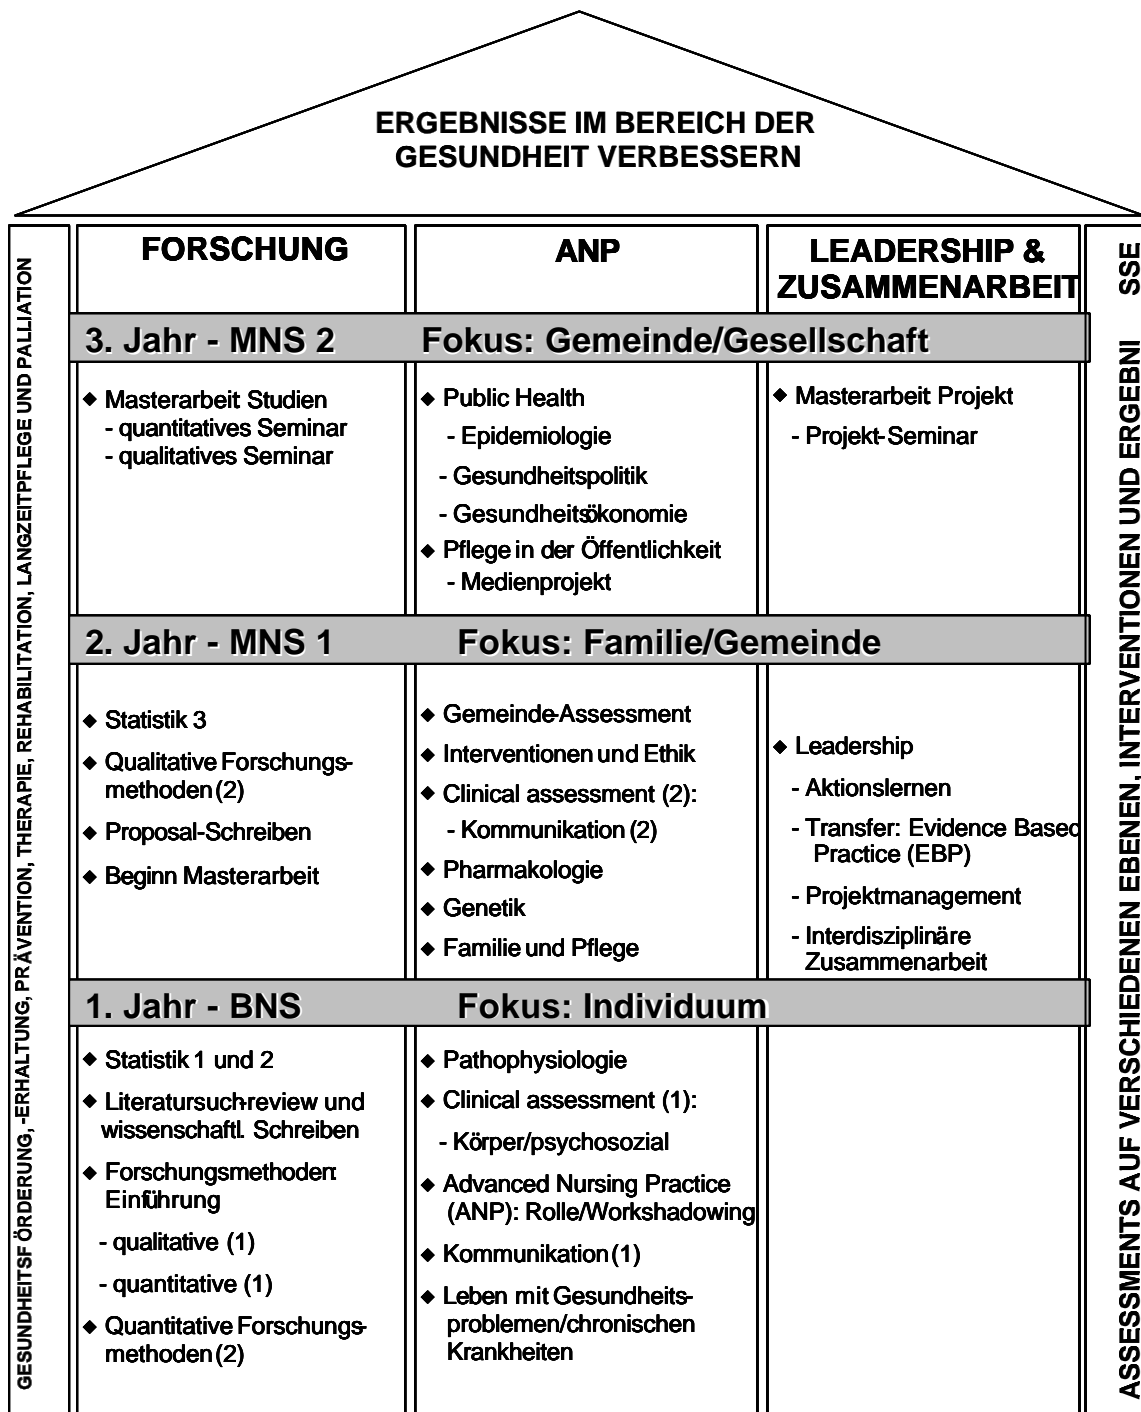 ERGEBNISSE IM BEREICH DER
GESUNDHEIT VERBESSERN
GESUNDHEITSFÖRDERUNG, -ERHALTUNG, PRÄVENTION, THERAPIE, REHABILITATION, LANGZEITPFLEGE UND PALLIATION
FORSCHUNG
ANP
LEADERSHIP &
ZUSAMMENARBEIT
3. Jahr - MNS 2
Fokus: Gemeinde/Gesellschaft
◆ Masterarbeit Studien
- quantitatives Seminar
- qualitatives Seminar
◆ Public Health
- Epidemiologie
- Gesundheitspolitik
- Gesundheitsökonomie
◆ Pflege in der Öffentlichkeit
- Medienprojekt
◆ Masterarbeit Projekt
- Projekt-Seminar
2. Jahr - MNS 1
Fokus: Familie/Gemeinde
◆ Statistik 3
◆ Qualitative Forschungs-
methoden (2)
◆ Proposal-Schreiben
◆ Beginn Masterarbeit
◆ Gemeinde-Assessment
◆ Interventionen und Ethik
◆ Clinical assessment (2):
- Kommunikation (2)
◆ Pharmakologie
◆ Genetik
◆ Familie und Pflege
◆ Leadership
- Aktionslernen
- Transfer: Evidence Based
Practice (EBP)
- Projektmanagement
- Interdisziplinäre
Zusammenarbeit
1. Jahr - BNS
Fokus: Individuum
◆ Statistik 1 und 2
◆ Literatursuch-review und
wissenschaftl. Schreiben
◆ Forschungsmethoden:
Einführung
- qualitative (1)
- quantitative (1)
◆ Quantitative Forschungs-
methoden (2)
◆ Pathophysiologie
◆ Clinical assessment (1):
- Körper/psychosozial
◆ Advanced Nursing Practice
(ANP): Rolle/Workshadowing
◆ Kommunikation (1)
◆ Leben mit Gesundheits-
problemen/chronischen
Krankheiten
ASSESSMENTS AUF VERSCHIEDENEN EBENEN, INTERVENTIONEN UND ERGEBNI SSE